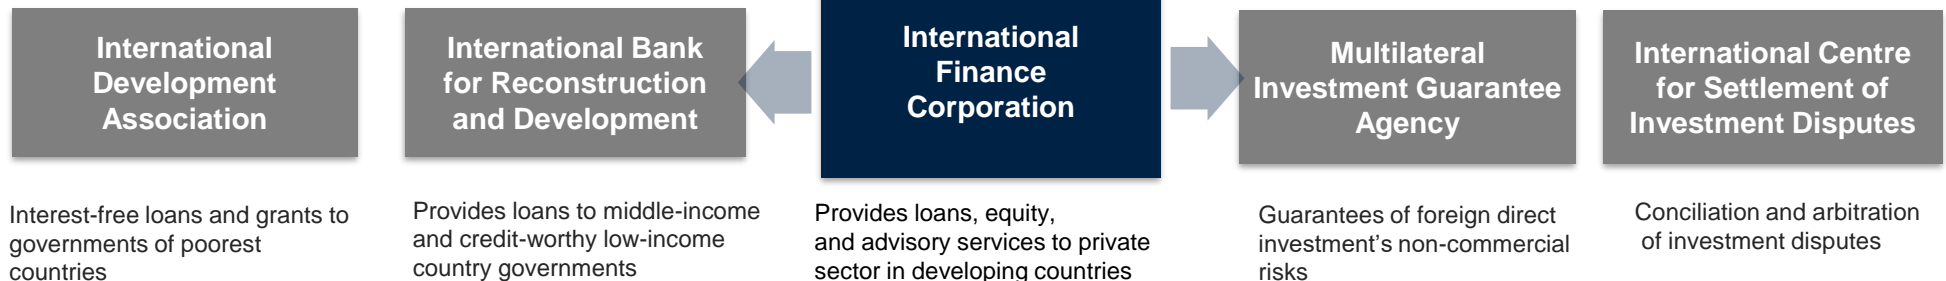 International
Development
Association
International Bank
for Reconstruction
and Development
International
Finance
Corporation
Multilateral
Investment Guarantee
Agency
International Centre
for Settlement of
Investment Disputes
Interest-free loans and grants to
governments of poorest
countries
Provides loans to middle-income
and credit-worthy low-income
country governments
Provides loans, equity,
and advisory services to private
sector in developing countries
Guarantees of foreign direct
investment’s non-commercial
risks
Conciliation and arbitration
of investment disputes